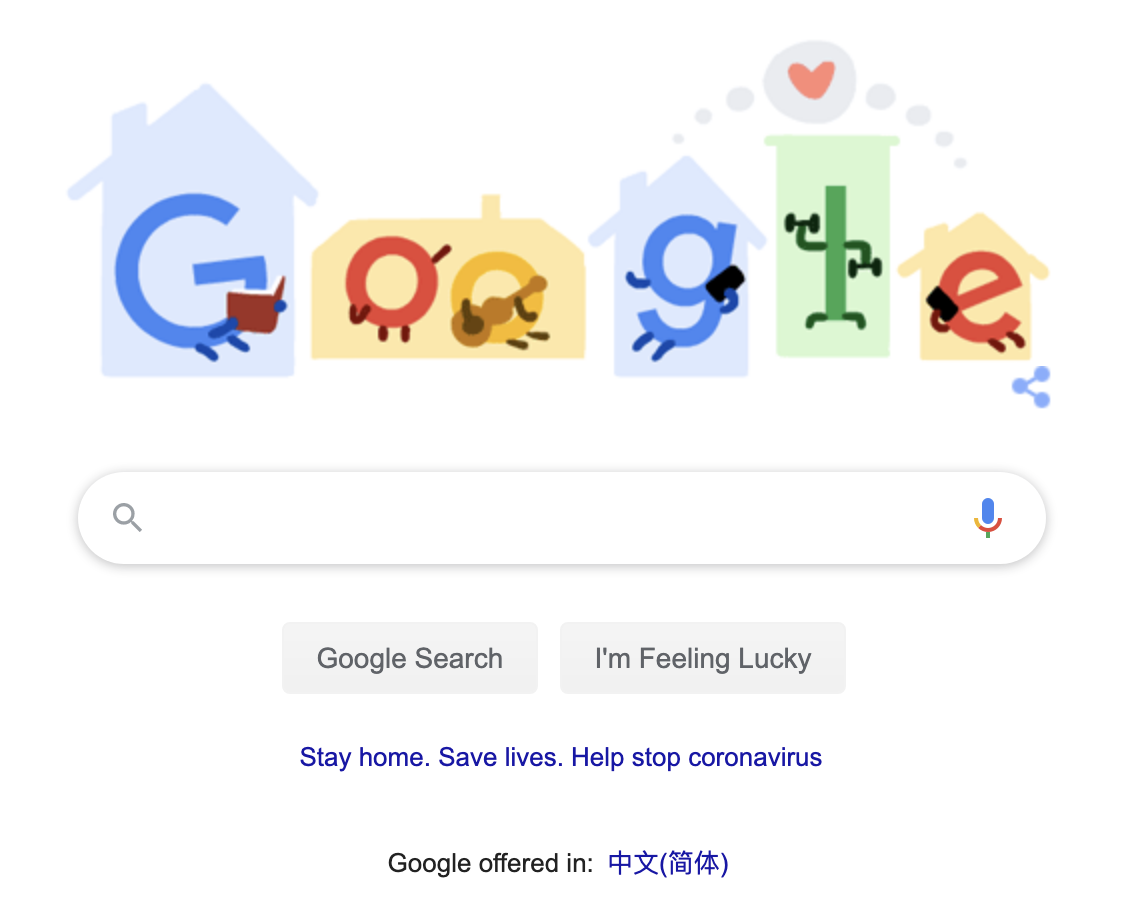 Google
Google Search
I'm Feeling Lucky
Stay home. Save lives. Help stop coronavirus
Google offered in: 中文(简体)